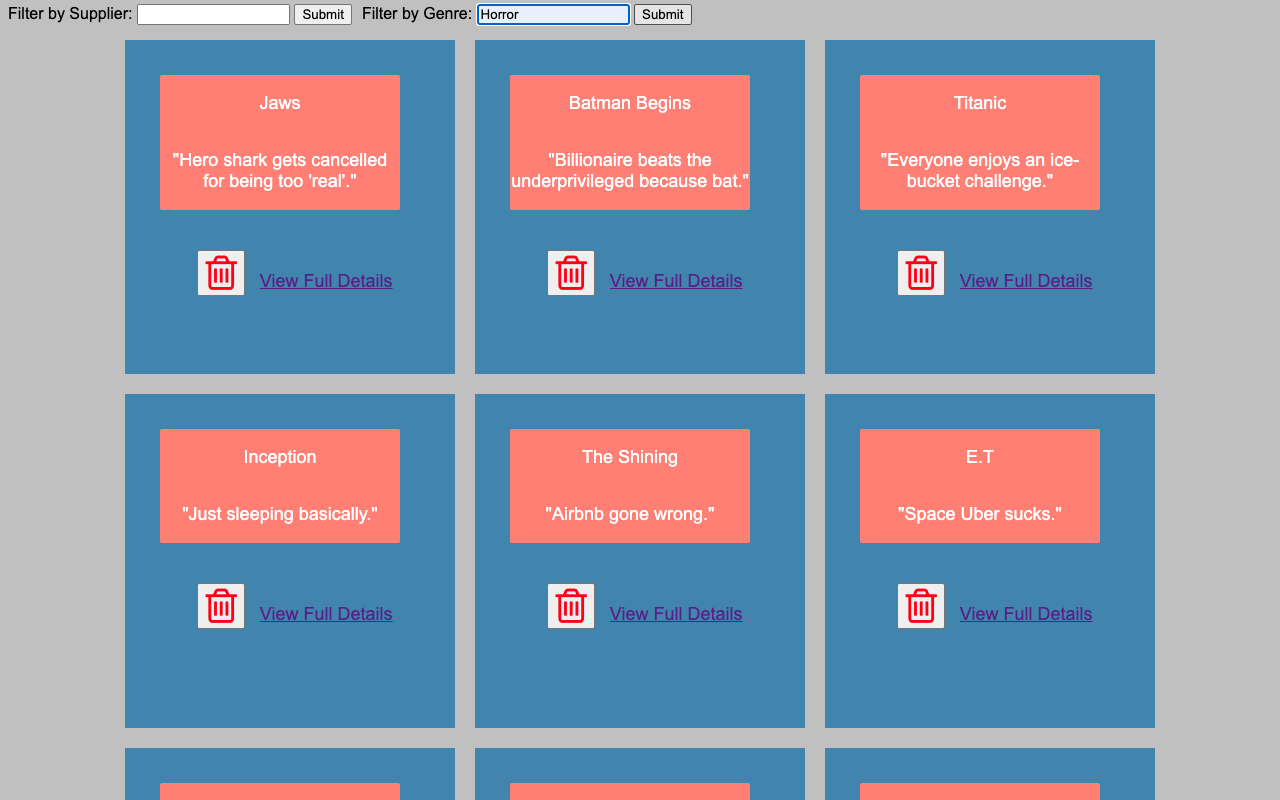 Filter by Supplier: Submit Filter by Genre: Horror Submit
Jaws
"Hero shark gets cancelled
for being too 'real'."
View Full Details
Batman Begins
"Billionaire beats the
underprivileged because bat."
View Full Details
Titanic
"Everyone enjoys an ice-
bucket challenge."
View Full Details
Inception
"Just sleeping basically."
View Full Details
The Shining
"Airbnb gone wrong."
View Full Details
E.T
"Space Uber sucks."
View Full Details